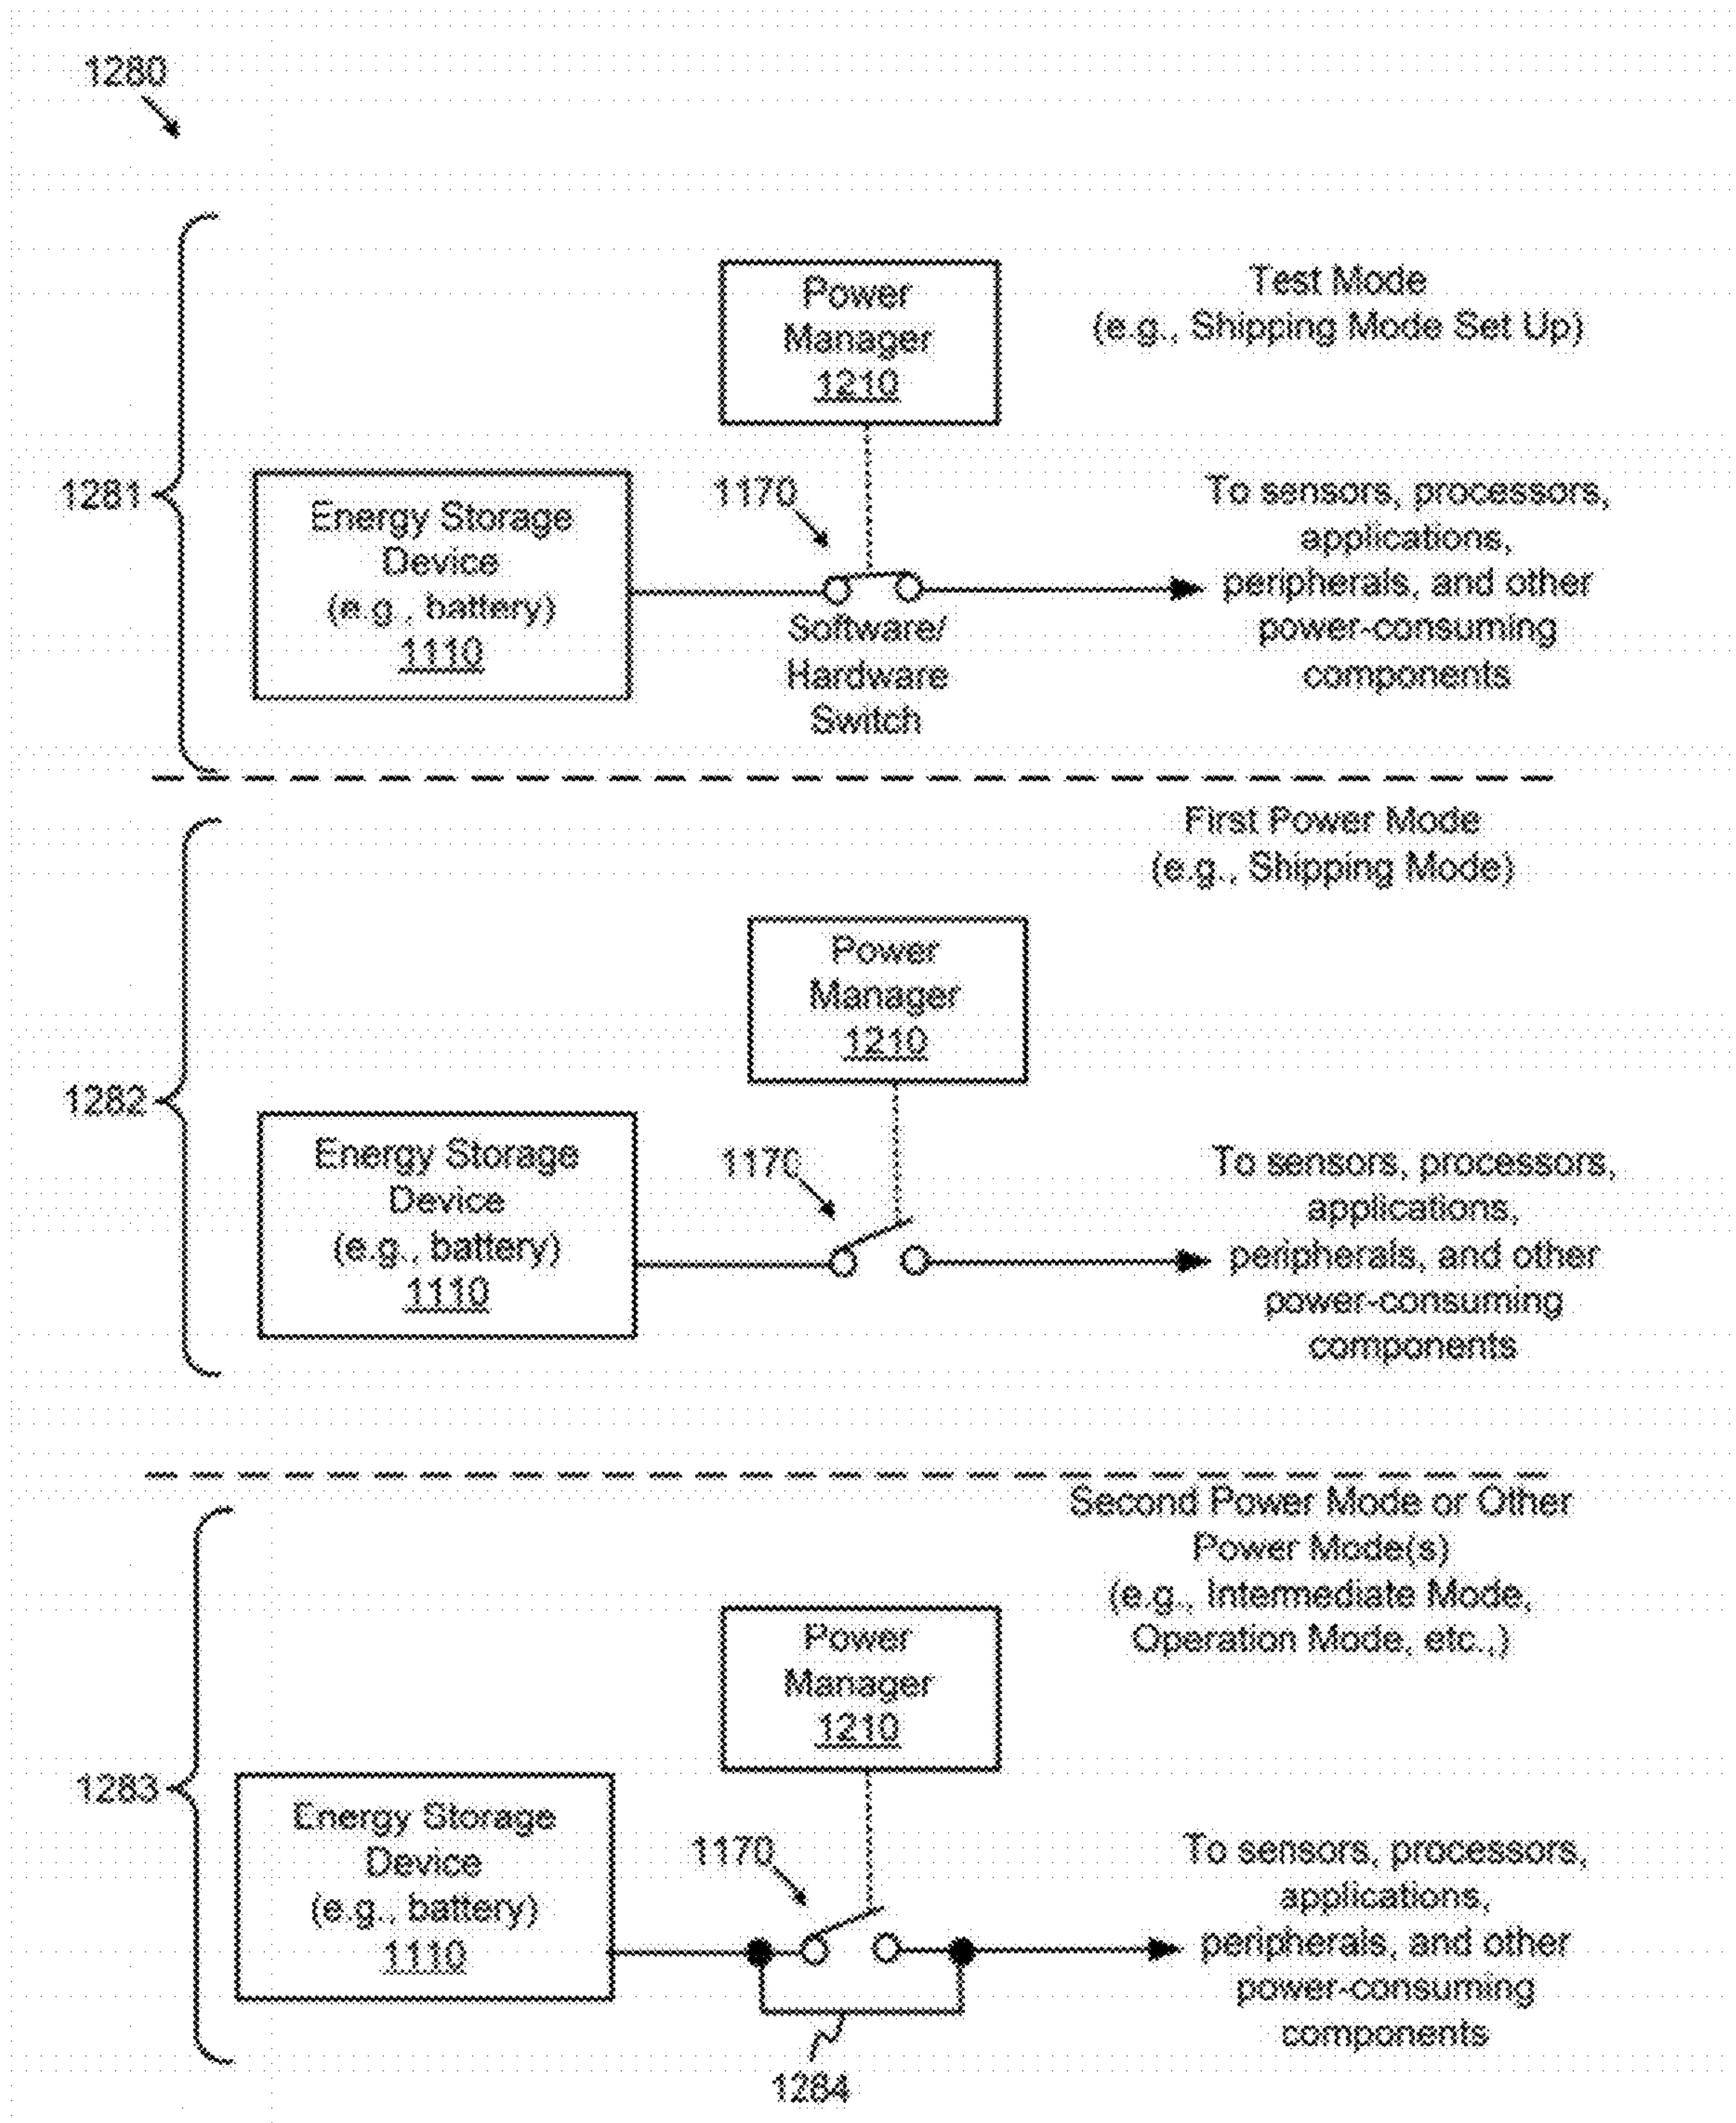 1280
Power
Manager
1210
Test Mode
(e.g., Shipping Mode Set Up)
1281
Energy Storage
Device
(e.g., battery)
1110
1170
Software/
Hardware
Switch
To sensors, processors,
applications,
peripherals, and other
power-consuming
components
First Power Mode
(e.g., Shipping Mode)
Power
Manager
1210
1282
Energy Storage
Device
(e.g., battery)
1110
1170
To sensors, processors,
applications,
peripherals, and other
power-consuming
components
Second Power Mode or Other
Power Mode(s)
(e.g., Intermediate Mode,
Operation Mode, etc.,)
Power
Manager
1210
1283
Energy Storage
Device
(e.g., battery)
1110
1170
To sensors, processors,
applications,
peripherals, and other
power-consuming
components
1284